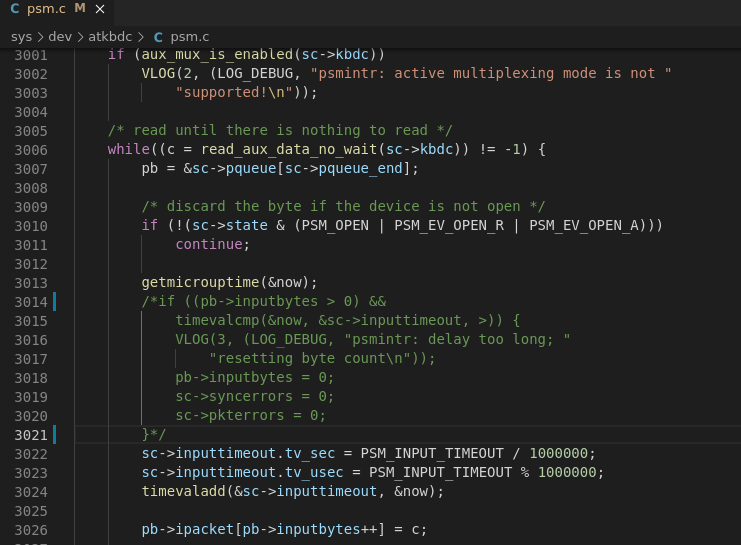 C psm.c M ×
sys > dev > atkbdc > C psm.c
3001 if (aux_mux_is_enabled(sc->kbdc))
3002 VLOG(2, (LOG_DEBUG, "psmintr: active multiplexing mode is not "
3003 "supported!\n"));
3004
3005 /* read until there is nothing to read */
3006 while((c = read_aux_data_no_wait(sc->kbdc)) != -1) {
3007 pb = &sc->pqueue[sc->pqueue_end];
3008
3009 /* discard the byte if the device is not open */
3010 if (!(sc->state & (PSM_OPEN | PSM_EV_OPEN_R | PSM_EV_OPEN_A)))
3011 continue;
3012
3013 getmicrouptime(&now);
3014 /*if ((pb->inputbytes > 0) &&
3015 timevalcmp(&now, &sc->inputtimeout, >)) {
3016 VLOG(3, (LOG_DEBUG, "psmintr: delay too long; "
3017 "resetting byte count\n"));
3018 pb->inputbytes = 0;
3019 sc->syncerrors = 0;
3020 sc->pkterrors = 0;
3021 }*/
3022 sc->inputtimeout.tv_sec = PSM_INPUT_TIMEOUT / 1000000;
3023 sc->inputtimeout.tv_usec = PSM_INPUT_TIMEOUT % 1000000;
3024 timevaladd(&sc->inputtimeout, &now);
3025
3026 pb->ipacket[pb->inputbytes++] = c;